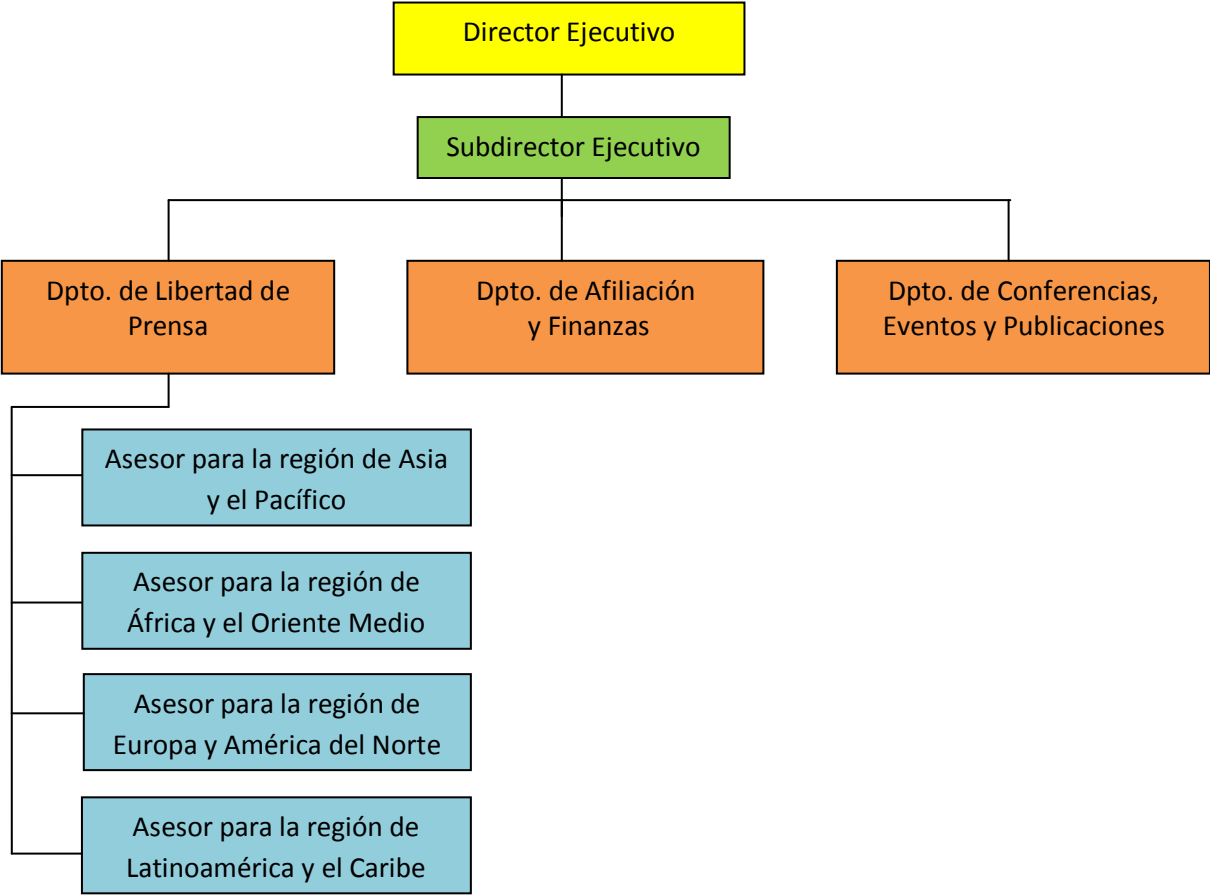 Director Ejecutivo
Subdirector Ejecutivo
Dpto. de Libertad de
Prensa
Dpto. de Afiliación
y Finanzas
Dpto. de Conferencias,
Eventos y Publicaciones
Asesor para la región de Asia
y el Pacífico
Asesor para la región de
África y el Oriente Medio
Asesor para la región de
Europa y América del Norte
Asesor para la región de
Latinoamérica y el Caribe